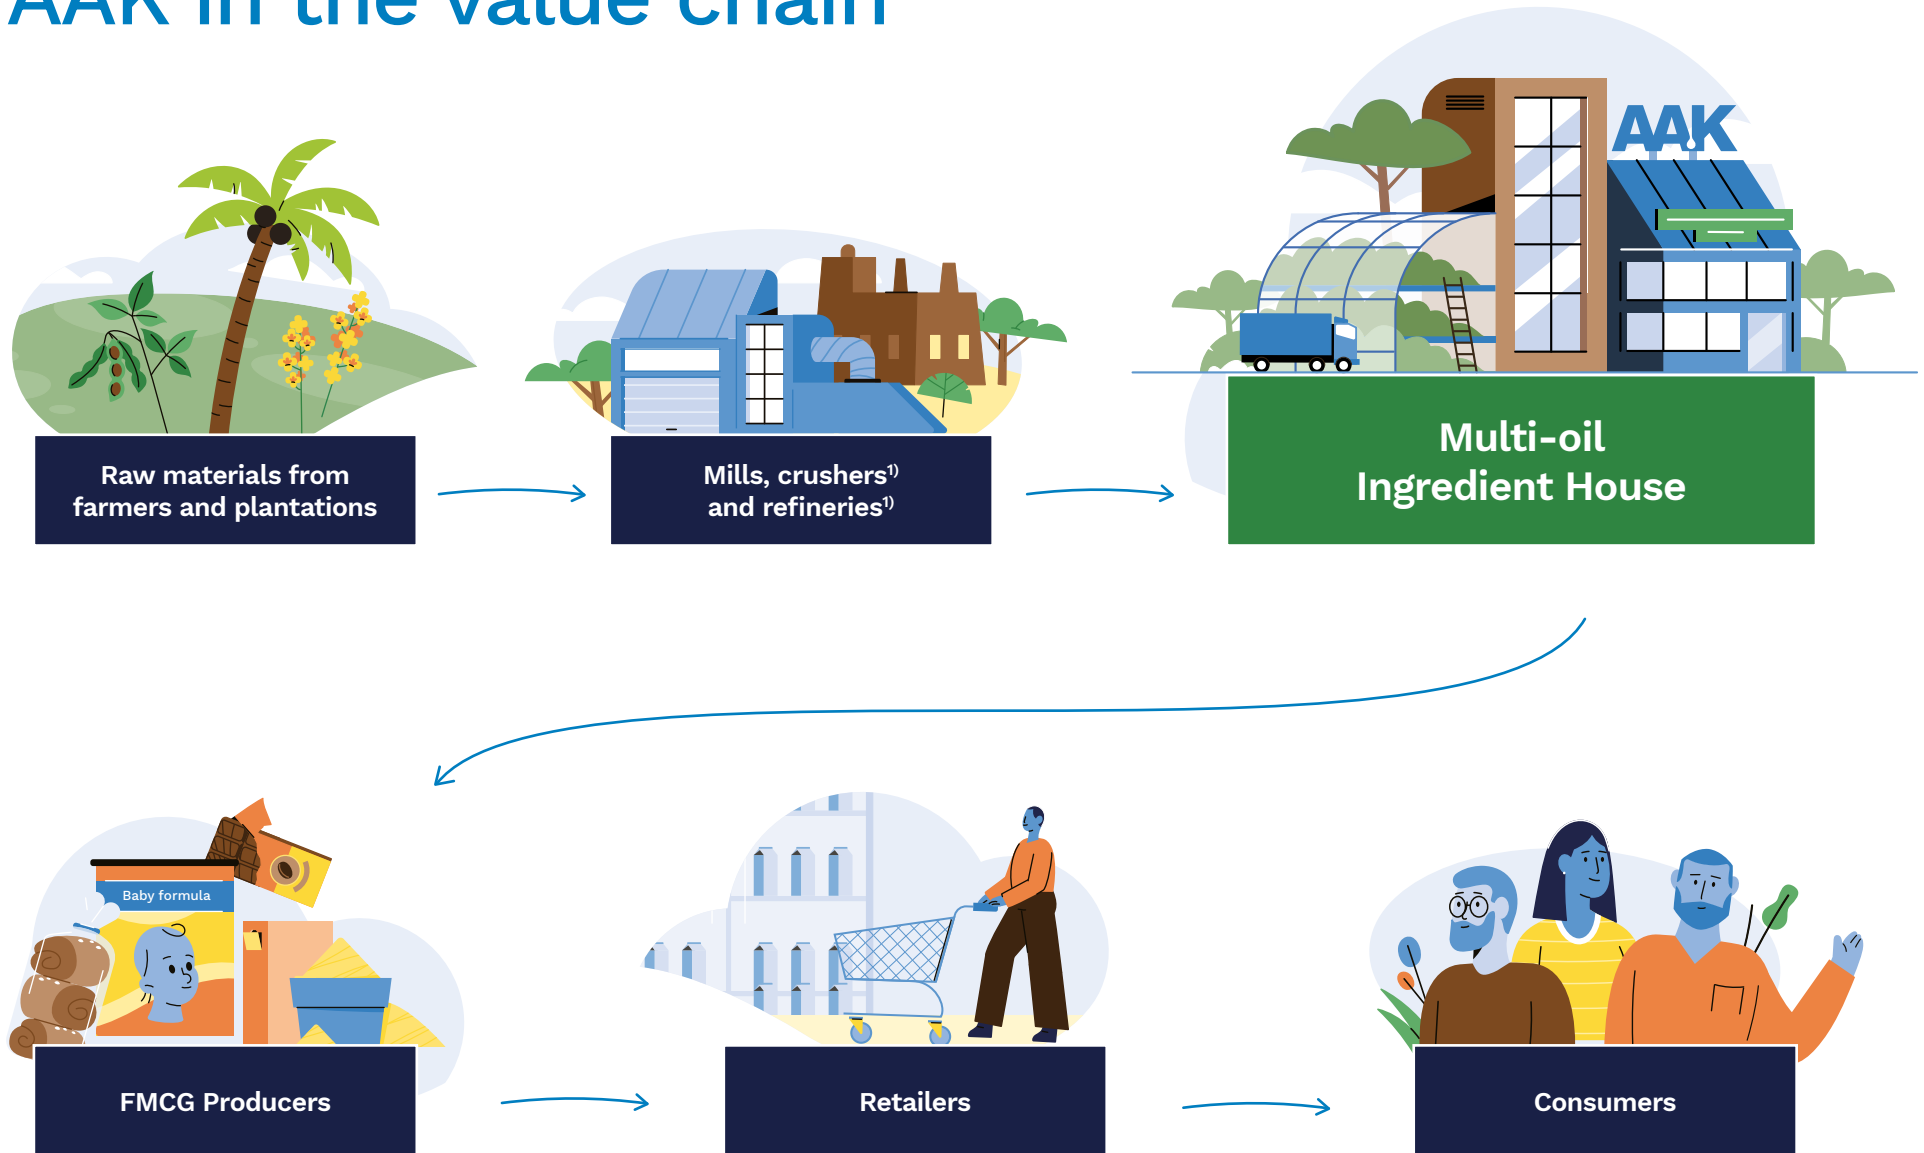 AAK in the value chain
AAK
Raw materials from
farmers and plantations
Mills, crushers¹⁾
and refineries¹⁾
Multi-oil
Ingredient House
Baby formula
FMCG Producers
Retailers
Consumers